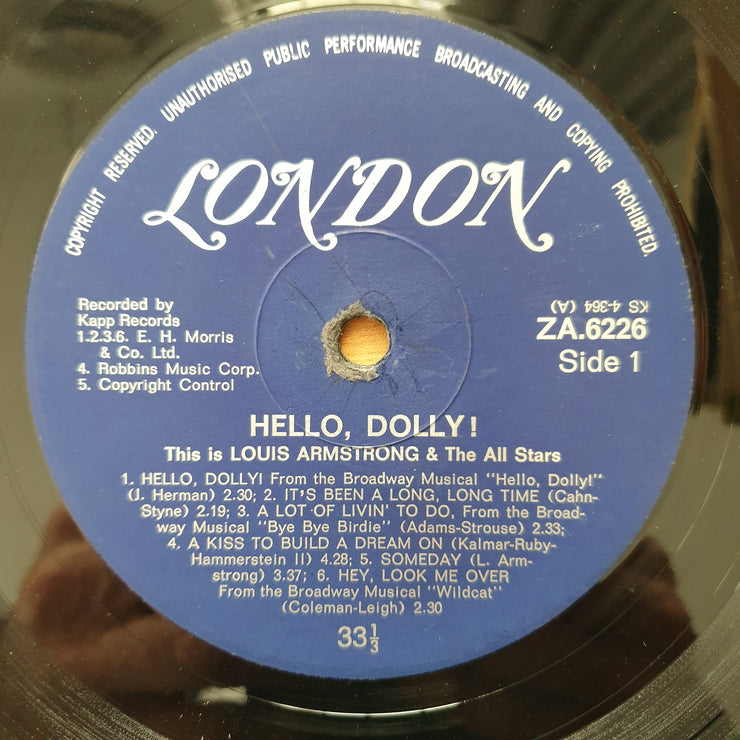 COPYRIGHT RESERVED. UNAUTHORISED PUBLIC PERFORMANCE BROADCASTING AND COPYING PROHIBITED.
LONDON
Recorded by
Kapp Records
1.2.3.6. E. H. Morris
& Co. Ltd.
4. Robbins Music Corp.
5. Copyright Control
KS 4-364 (A)
ZA.6226
Side 1
HELLO, DOLLY!
This is LOUIS ARMSTRONG & The All Stars
1. HELLO, DOLLY! From the Broadway Musical "Hello, Dolly!"
(J. Herman) 2.30; 2. IT'S BEEN A LONG, LONG TIME (Cahn-
Styne) 2.19; 3. A LOT OF LIVIN' TO DO, From the Broad-
way Musical "Bye Bye Birdie" (Adams-Strouse) 2.33;
4. A KISS TO BUILD A DREAM ON (Kalmar-Ruby-
Hammerstein II) 4.28; 5. SOMEDAY (L. Arm-
strong) 3.37; 6. HEY, LOOK ME OVER
From the Broadway Musical "Wildcat"
(Coleman-Leigh) 2.30
33⅓